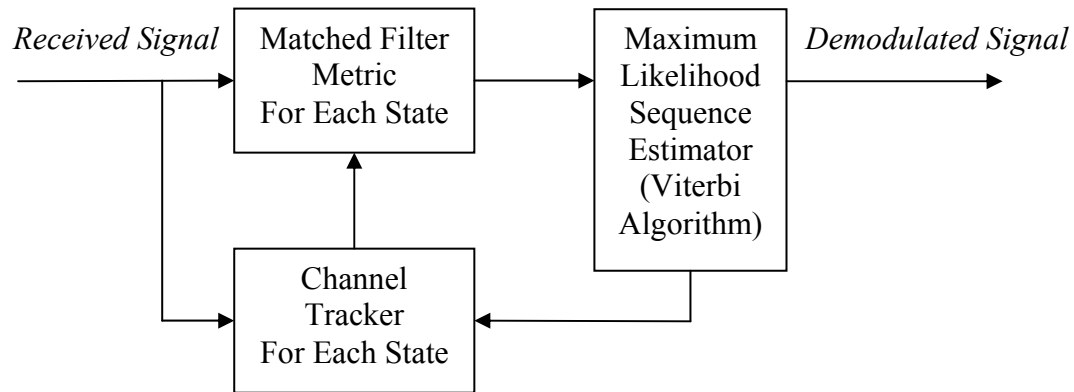 Received Signal
Matched Filter
Metric
For Each State
Maximum
Likelihood
Sequence
Estimator
(Viterbi
Algorithm)
Demodulated Signal
Channel
Tracker
For Each State